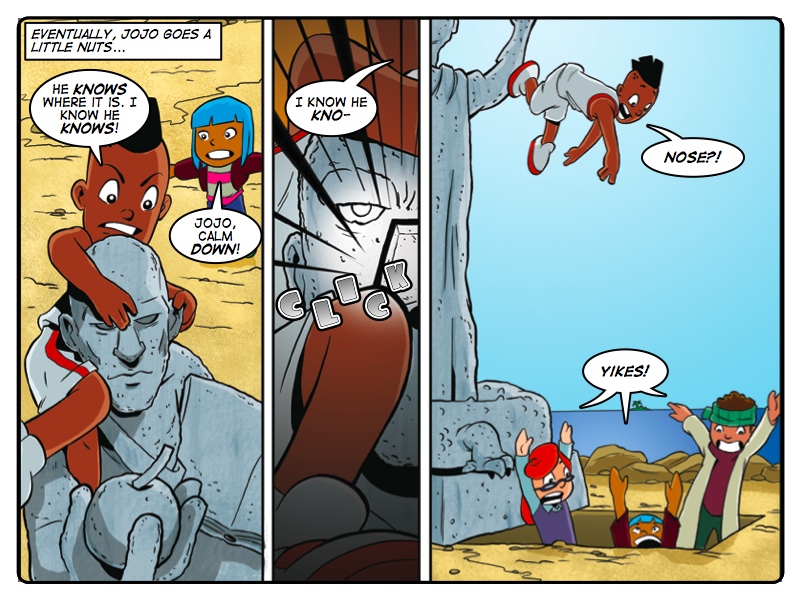 EVENTUALLY, JOJO GOES A
LITTLE NUTS...
HE KNOWS
WHERE IT IS. I
KNOW HE
KNOWS!
JOJO,
CALM
DOWN!
I KNOW HE
KNO-
CLICK
NOSE?!
YIKES!